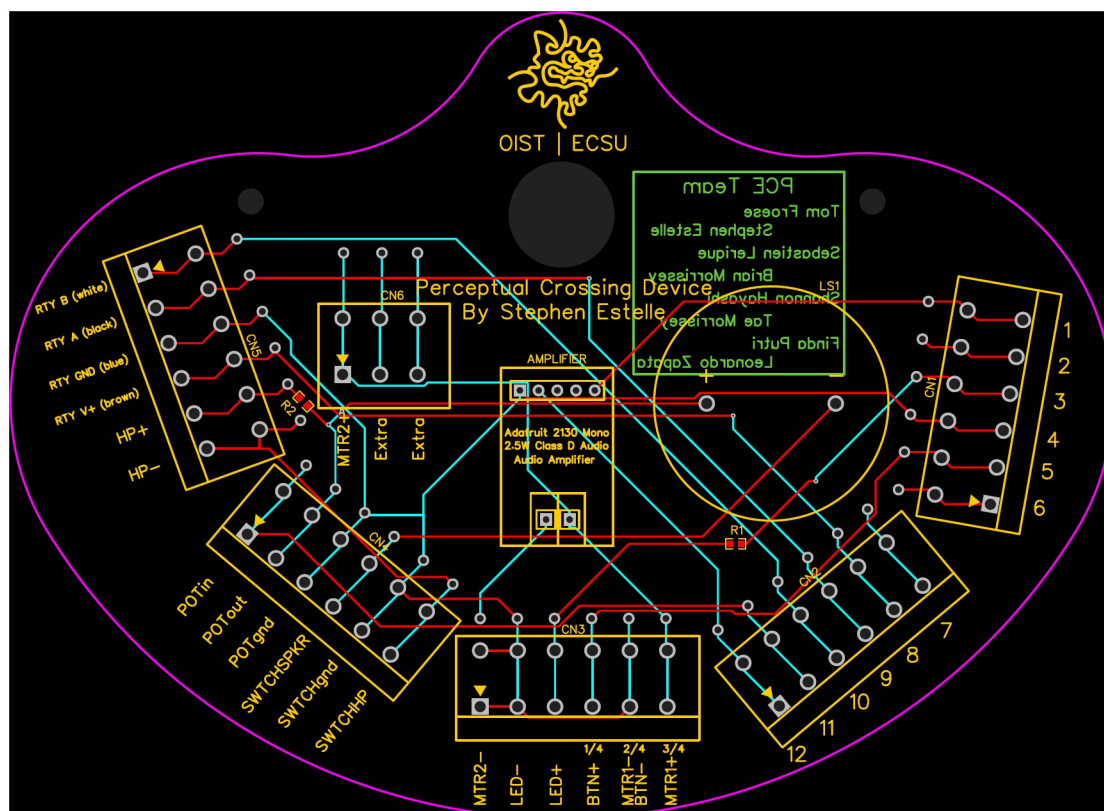 OIST | ECSU
PCE Team
Tom Froese
Stephen Estelle
Sebastien Lerique
Brian Morrissey
Shannon Hayashi
Tae Morrissey
Finda Putri
Leonardo Zapata
Perceptual Crossing Device
By Stephen Estelle
RTY B (white)
RTY A (black)
RTY GND (blue)
RTY V+ (brown)
HP+
HP-
CN5
R2
CN6
MTR2+
Extra
Extra
AMPLIFIER
Adafruit 2130 Mono
2.5W Class D Audio
Audio Amplifier
LS1
+
-
CN1
1
2
3
4
5
6
R1
CN4
POTin
POTout
POTgnd
SWTCHSPKR
SWTCHgnd
SWTCHHP
CN3
MTR2-
LED-
LED+
1/4
BTN+
2/4
MTR1-
BTN-
3/4
MTR1+
CN2
7
8
9
10
11
12